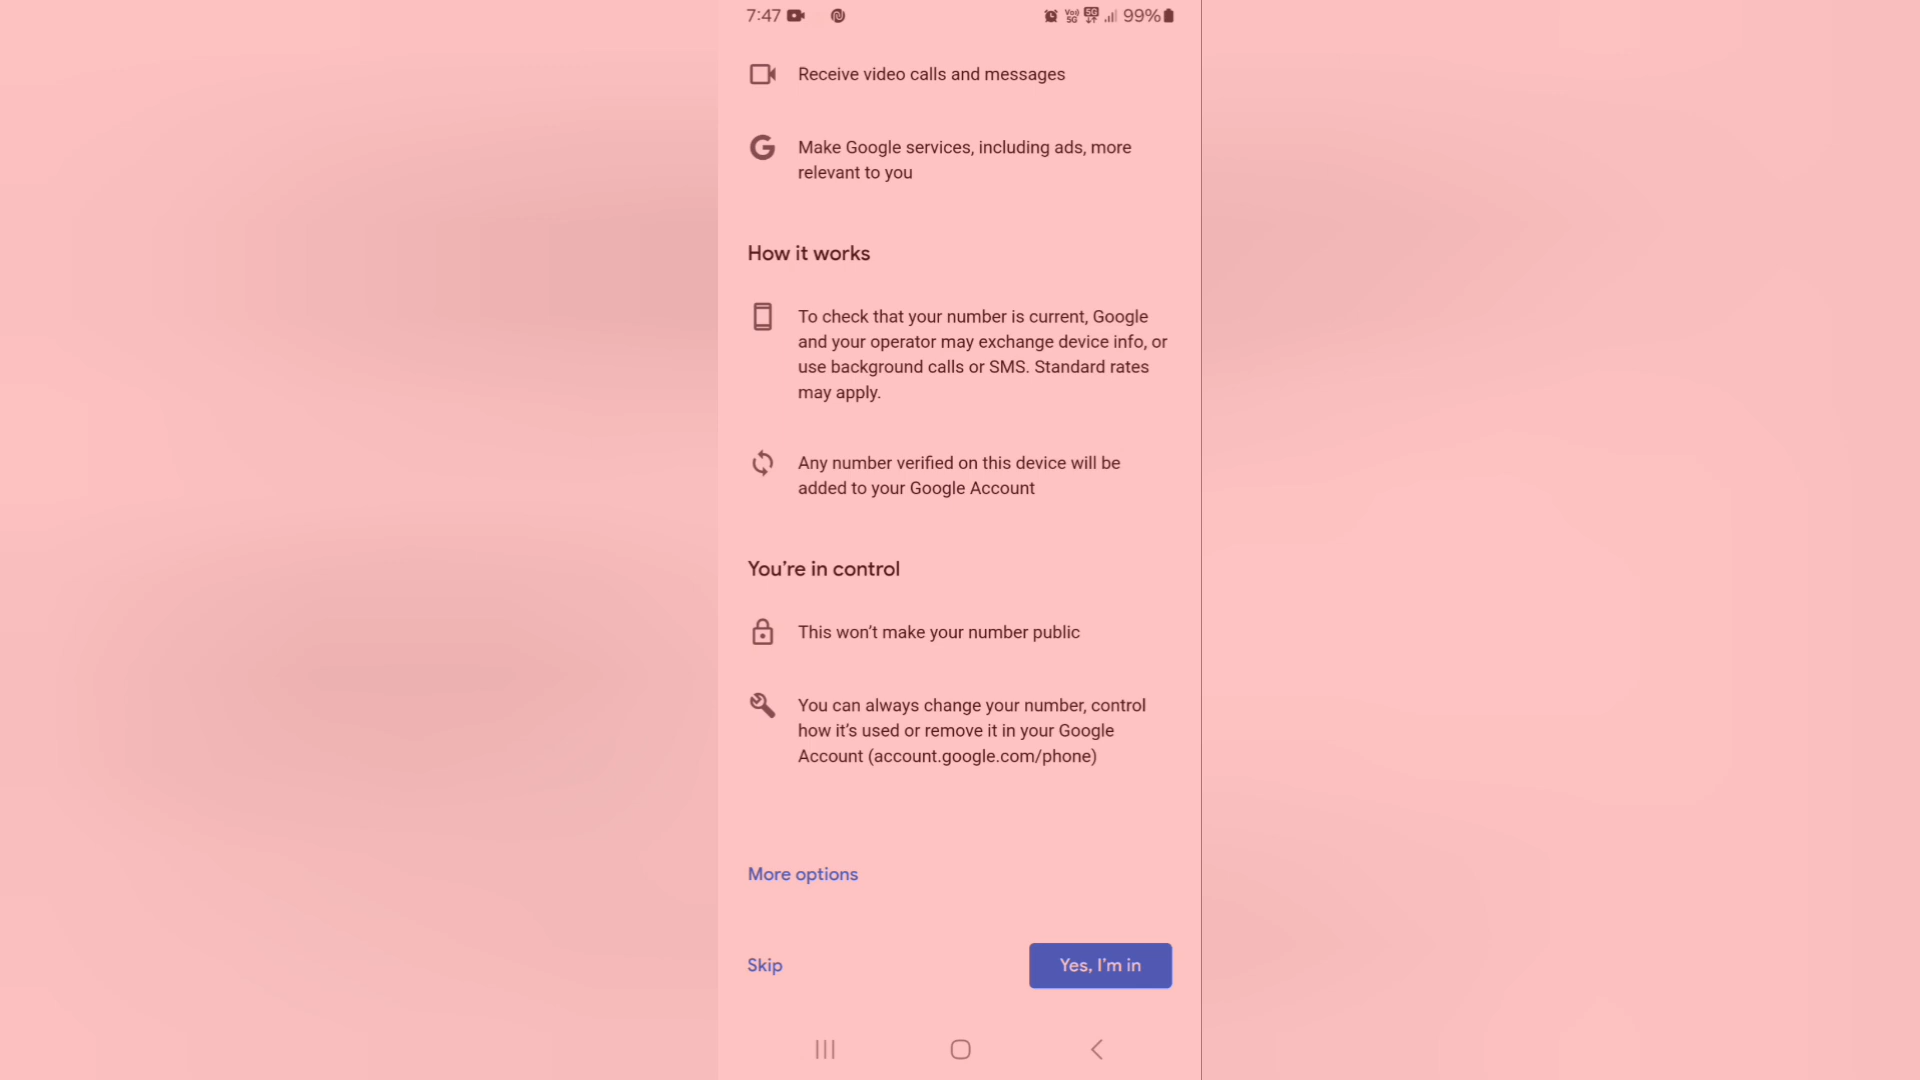 7:47 99%
Receive video calls and messages
Make Google services, including ads, more
relevant to you
How it works
To check that your number is current, Google
and your operator may exchange device info, or
use background calls or SMS. Standard rates
may apply.
Any number verified on this device will be
added to your Google Account
You’re in control
This won’t make your number public
You can always change your number, control
how it’s used or remove it in your Google
Account (account.google.com/phone)
More options
Skip
Yes, I’m in